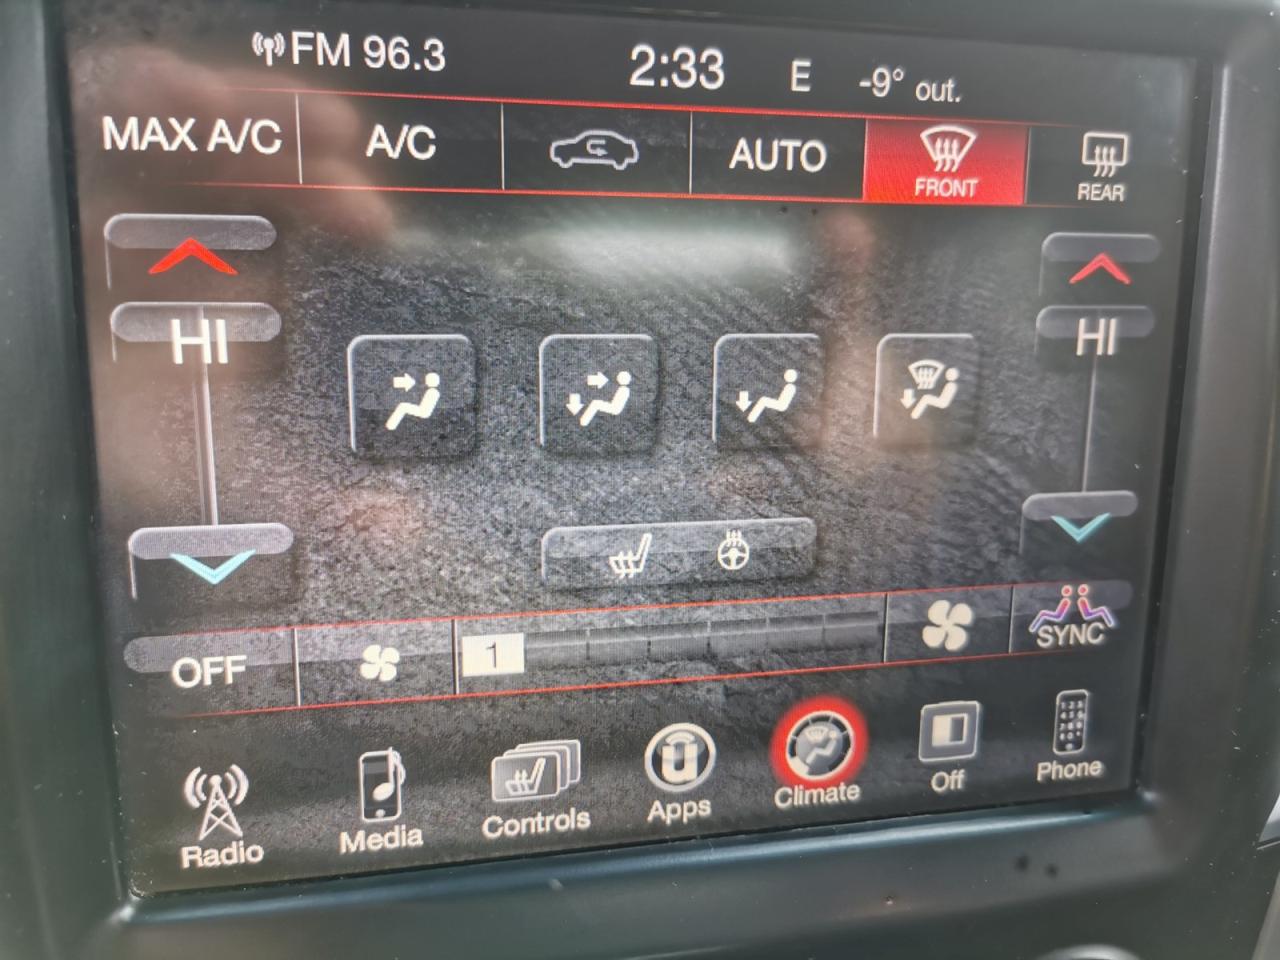 FM 96.3 2:33 E -9° out.
MAX A/C A/C AUTO FRONT REAR
HI HI
OFF 1 SYNC
Radio Media Controls Apps Climate Off Phone